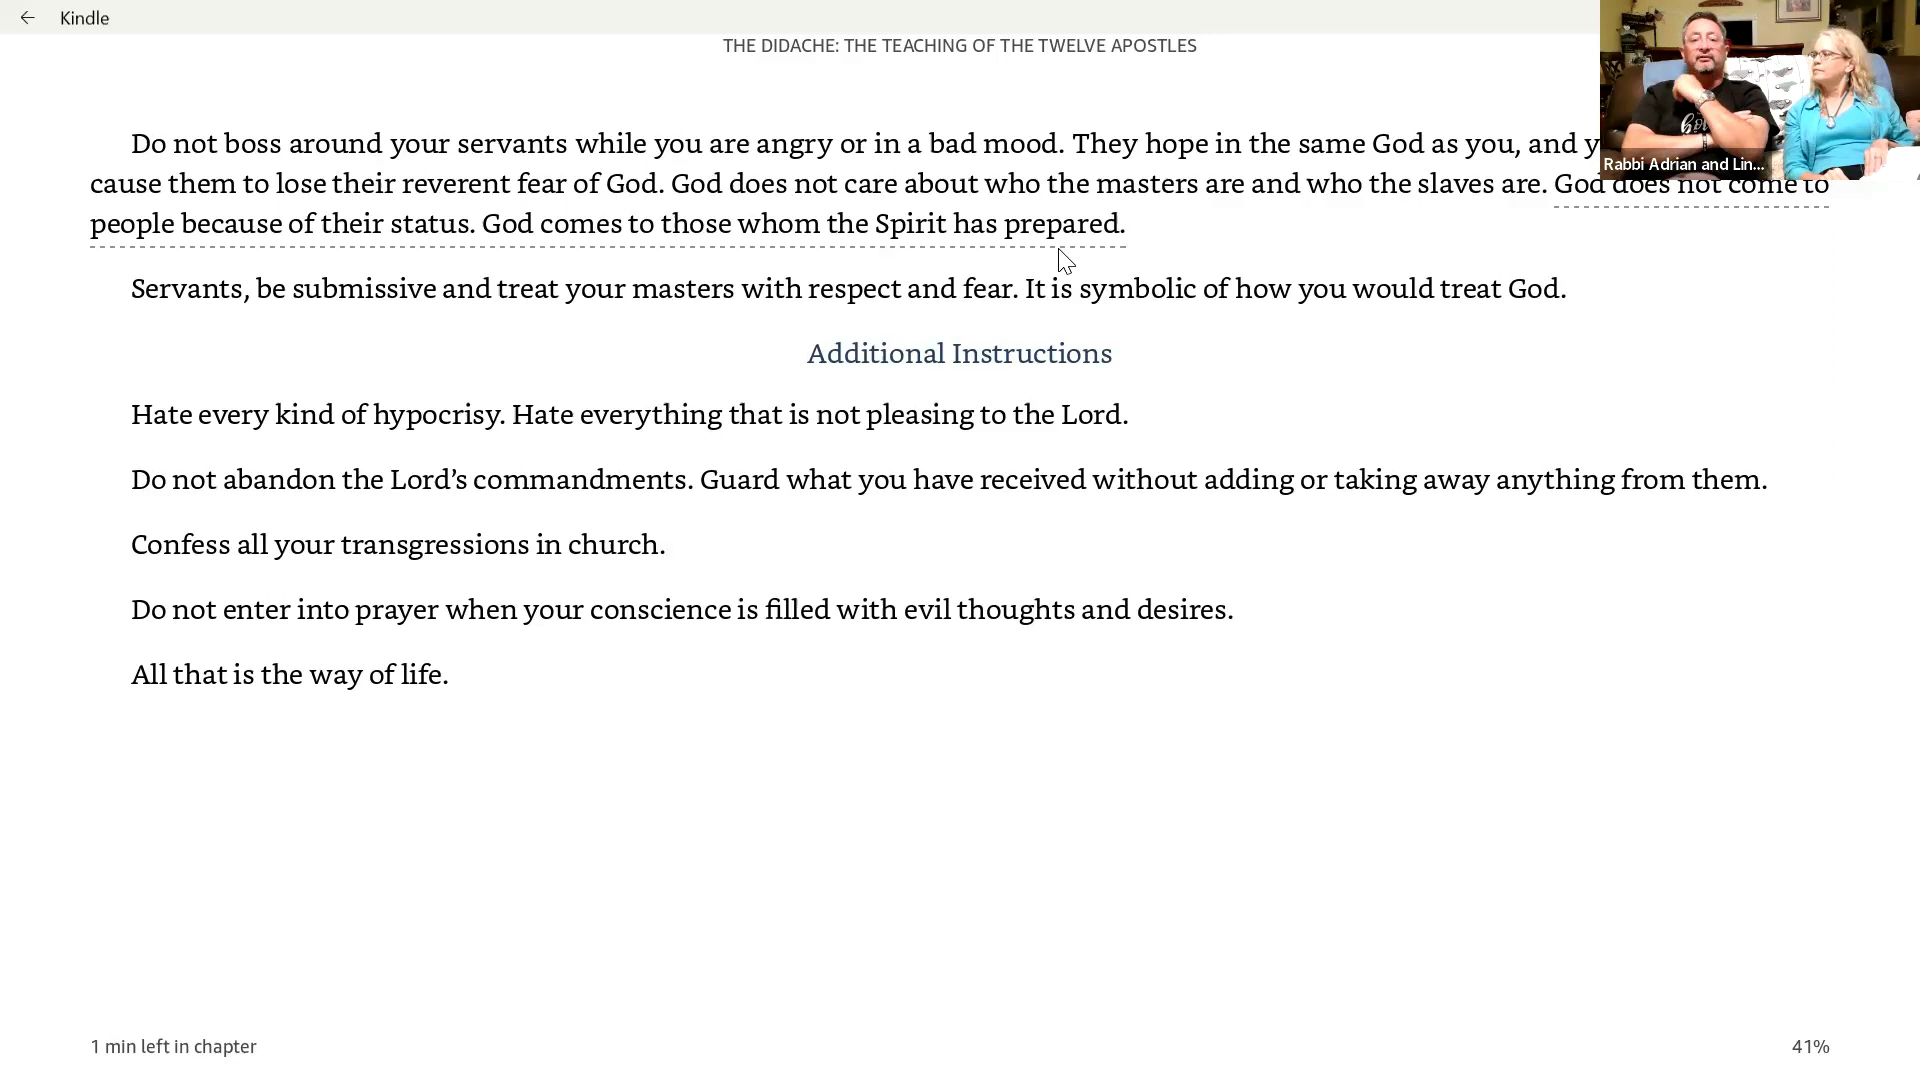 Kindle
THE DIDACHE: THE TEACHING OF THE TWELVE APOSTLES
Do not boss around your servants while you are angry or in a bad mood. They hope in the same God as you, and
cause them to lose their reverent fear of God. God does not care about who the masters are and who the slaves are. God does not come to
people because of their status. God comes to those whom the Spirit has prepared.
Servants, be submissive and treat your masters with respect and fear. It is symbolic of how you would treat God.
Additional Instructions
Hate every kind of hypocrisy. Hate everything that is not pleasing to the Lord.
Do not abandon the Lord’s commandments. Guard what you have received without adding or taking away anything from them.
Confess all your transgressions in church.
Do not enter into prayer when your conscience is filled with evil thoughts and desires.
All that is the way of life.
1 min left in chapter
41%
Rabbi Adrian and Lin...